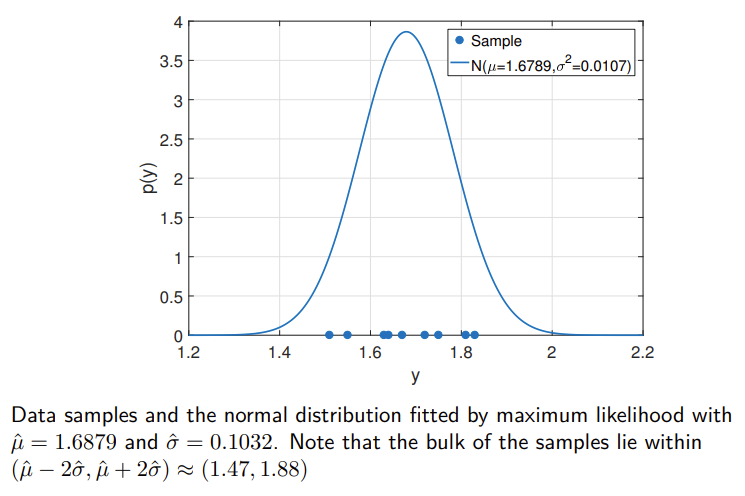 4
3.5
3
2.5
2
1.5
1
0.5
0
p(y)
Sample
N(μ=1.6789,σ²=0.0107)
1.2 1.4 1.6 1.8 2 2.2
y
Data samples and the normal distribution fitted by maximum likelihood with
μ̂ = 1.6879 and σ̂ = 0.1032. Note that the bulk of the samples lie within
(μ̂ − 2σ̂, μ̂ + 2σ̂) ≈ (1.47, 1.88)